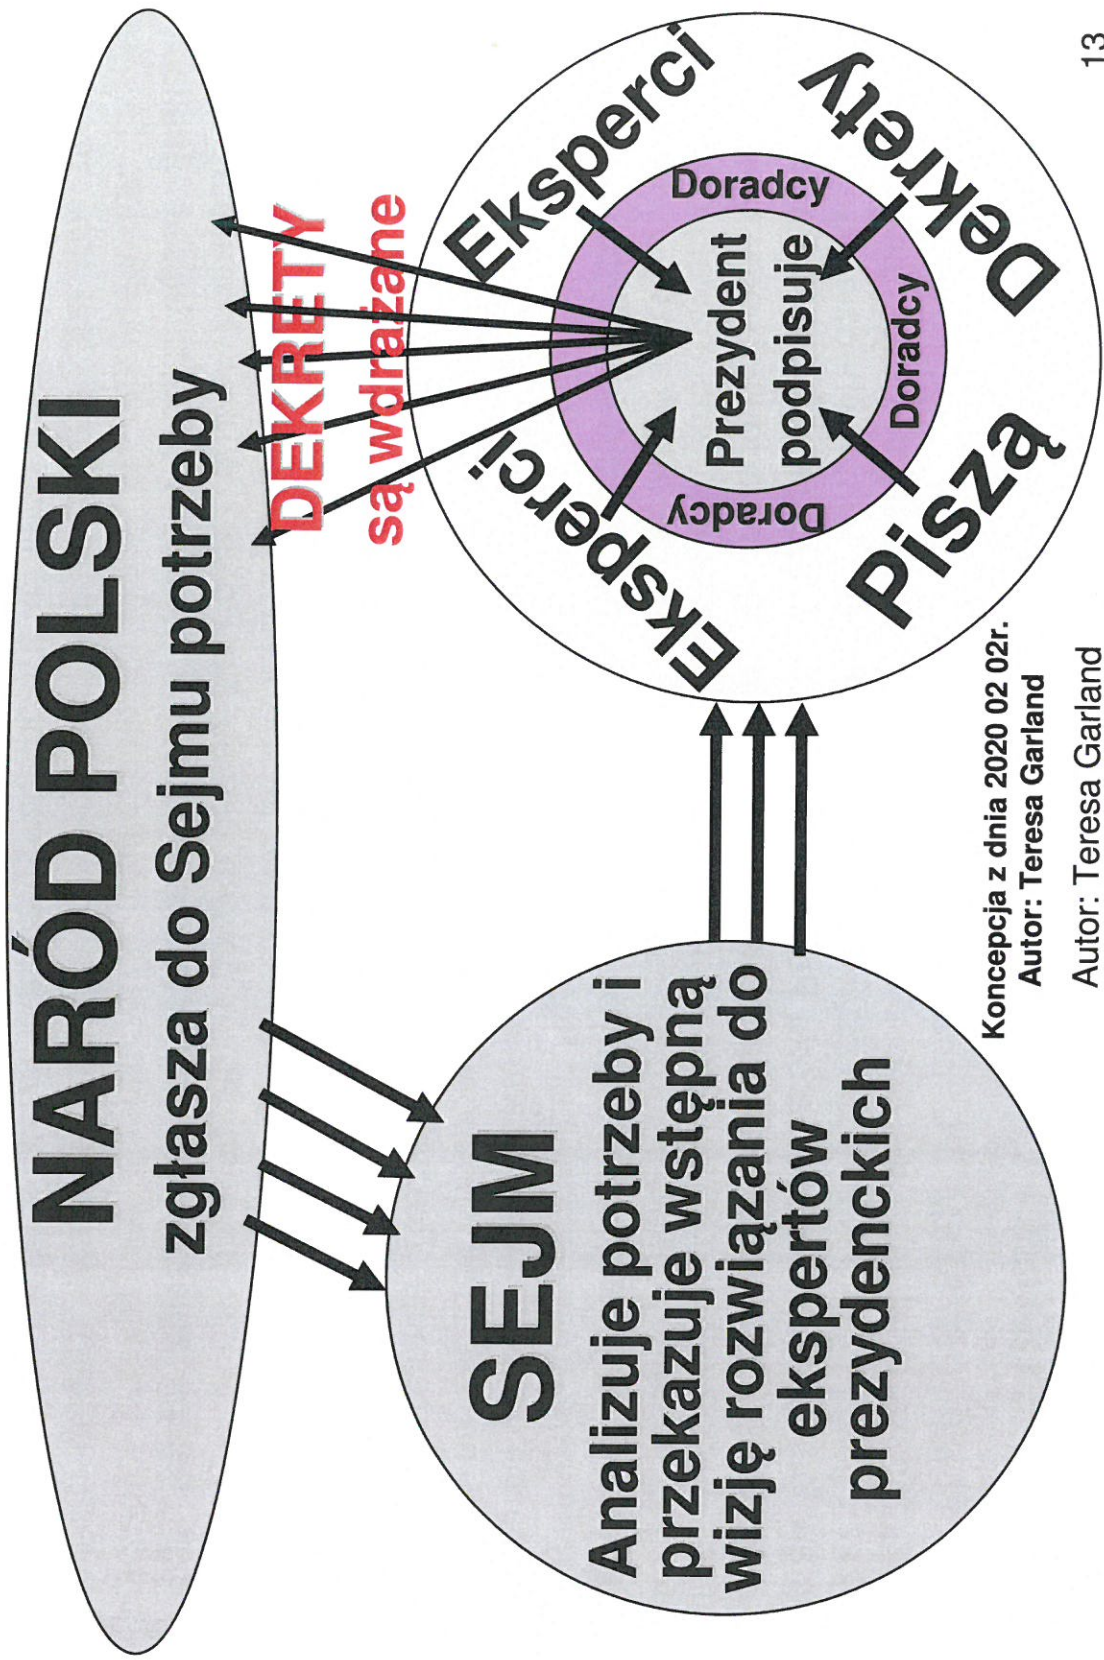 NARÓD POLSKI
zgłasza do Sejmu potrzeby
SEJM
Analizuje potrzeby i
przekazuje wstępną
wizję rozwiązania do
ekspertów
prezydenckich
DEKRETY
są wdrażane
Eksperci
Eksperci
Piszą
Dekrety
Doradcy
Doradcy
Doradcy
Prezydent
podpisuje
Koncepcja z dnia 2020 02 02r.
Autor: Teresa Garland
Autor: Teresa Garland
13